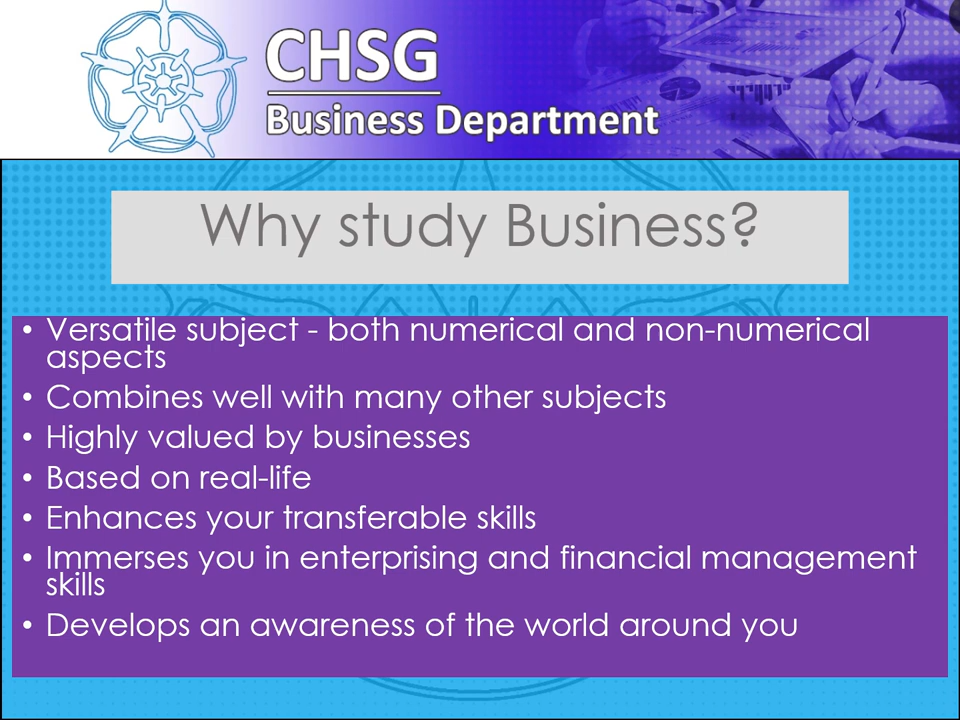 CHSG
Business Department
Why study Business?
• Versatile subject - both numerical and non-numerical
aspects
• Combines well with many other subjects
• Highly valued by businesses
• Based on real-life
• Enhances your transferable skills
• Immerses you in enterprising and financial management
skills
• Develops an awareness of the world around you